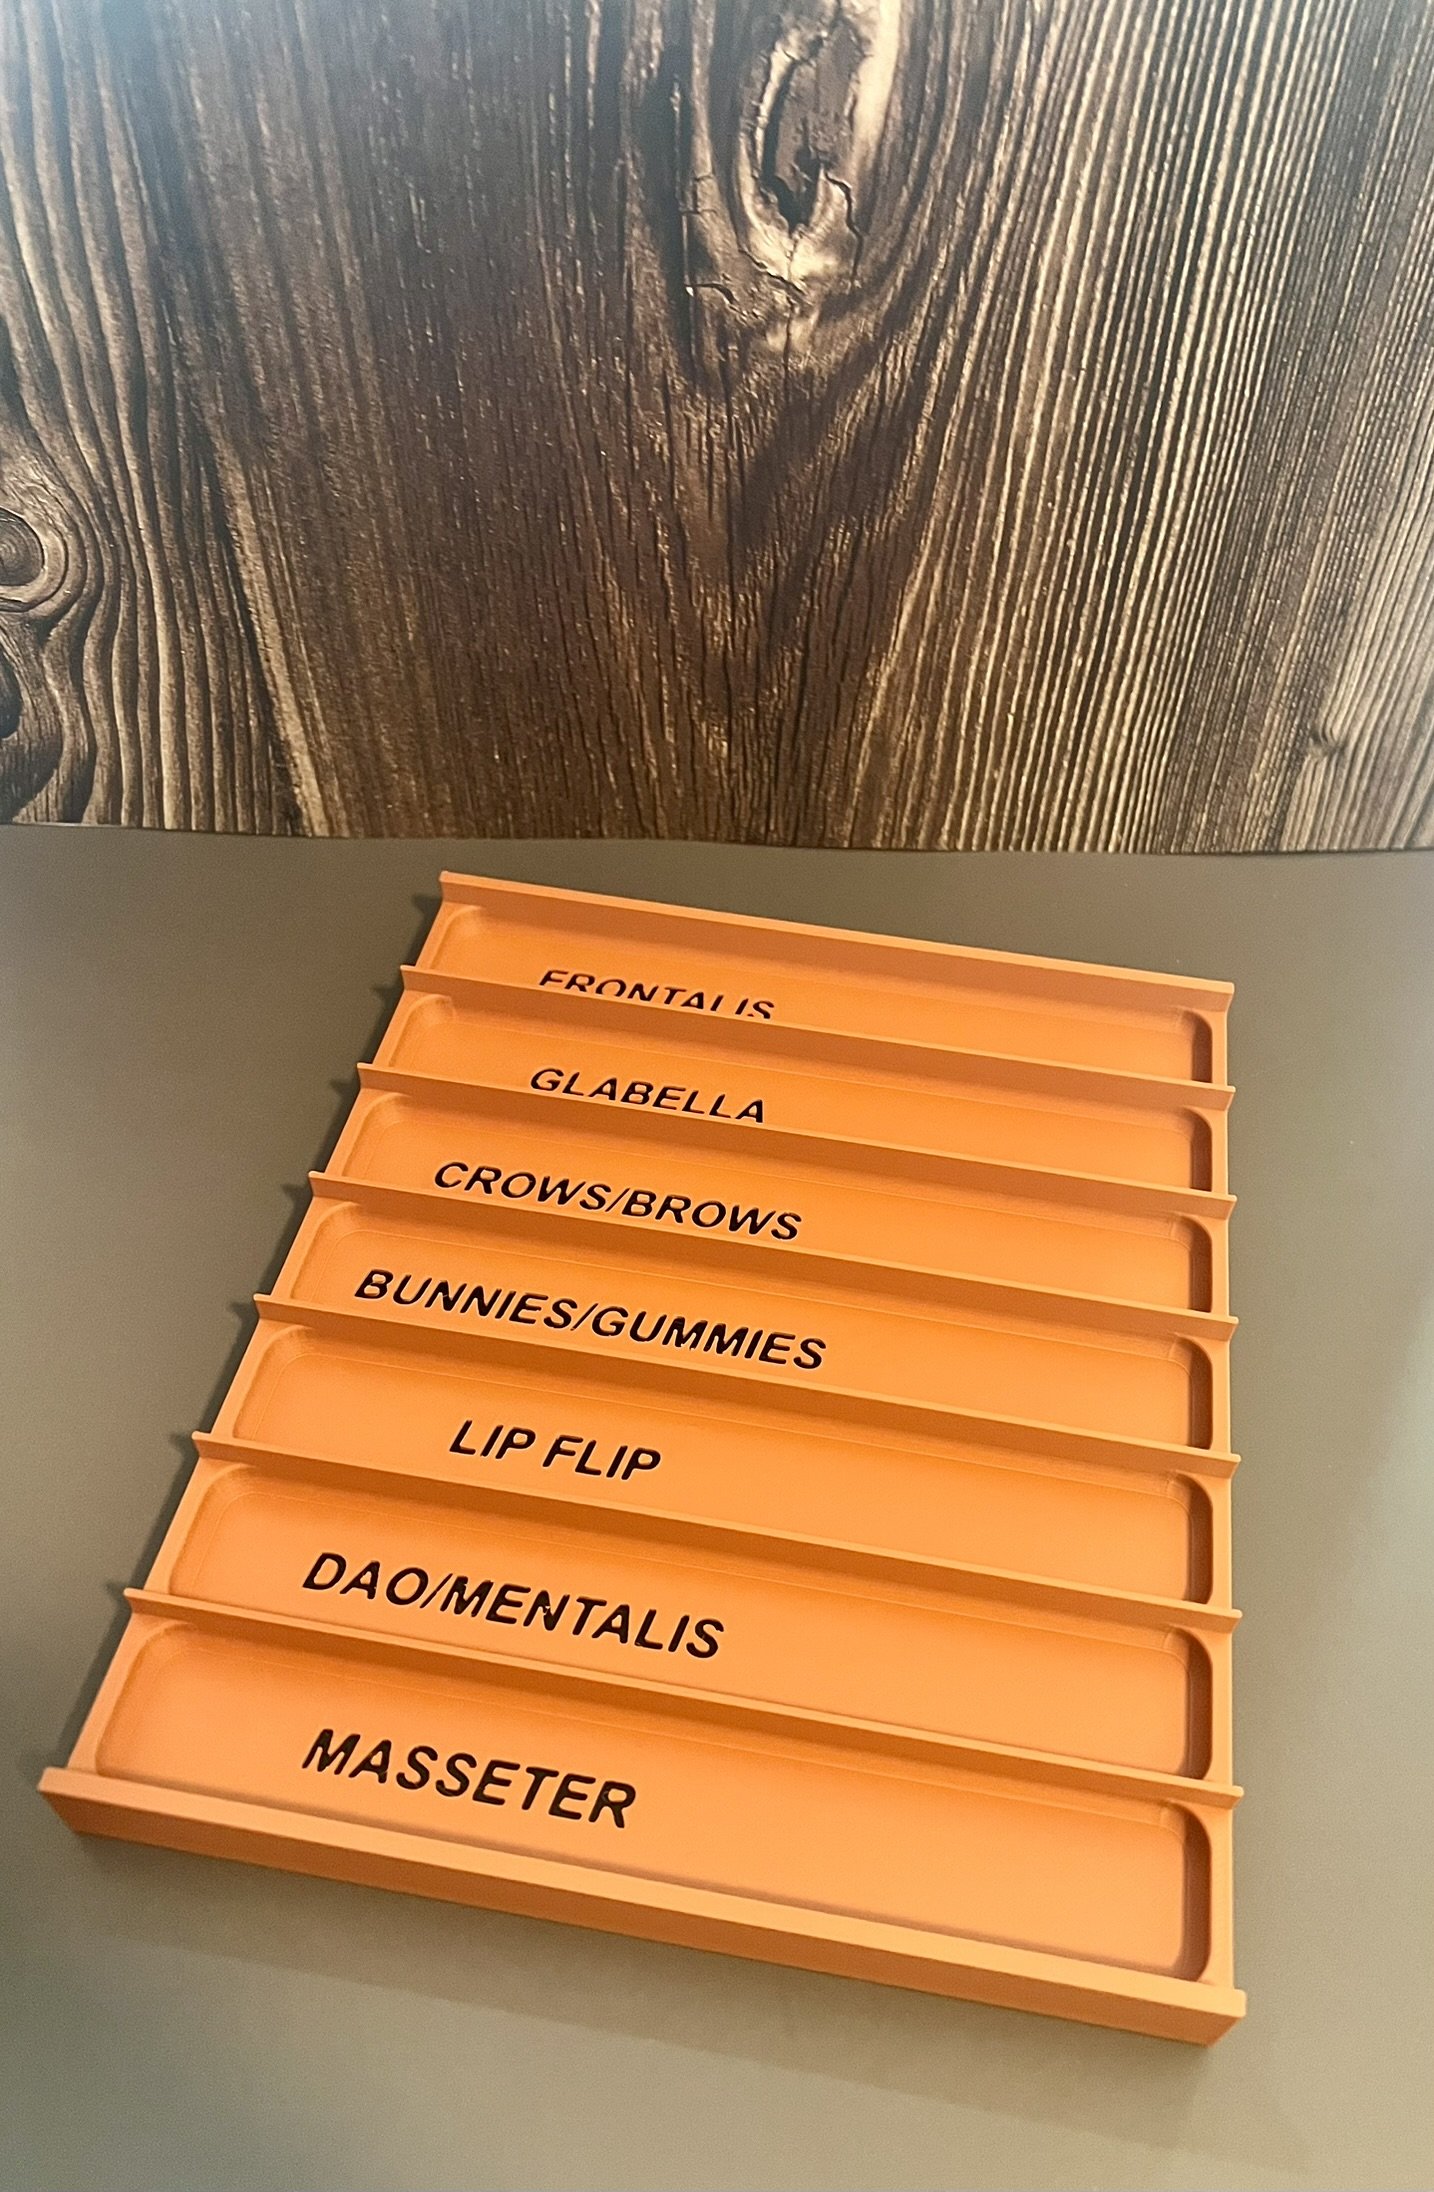 FRONTALIS
GLABELLA
CROWS/BROWS
BUNNIES/GUMMIES
LIP FLIP
DAO/MENTALIS
MASSETER